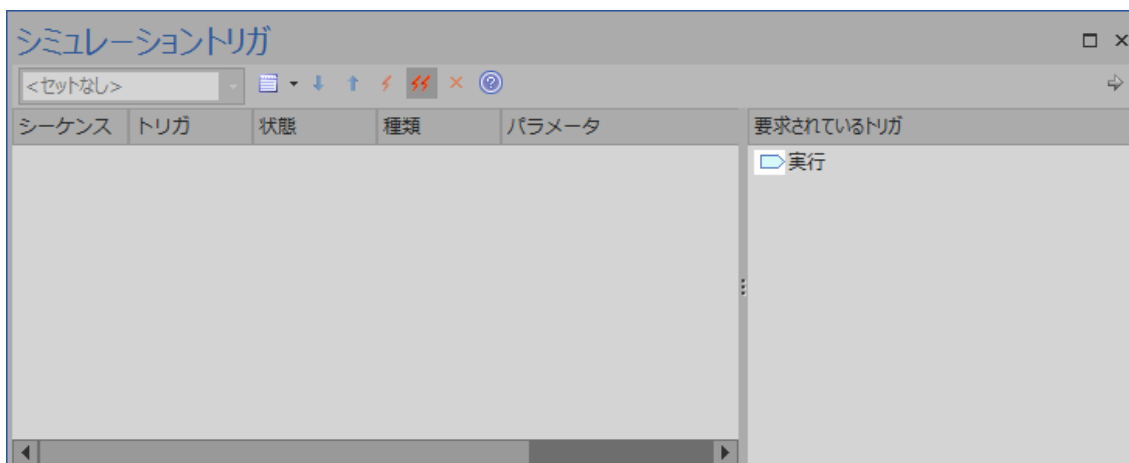 シミュレーショントリガ
<セットなし>
シーケンス トリガ 状態 種類 パラメータ 要求されているトリガ
実行